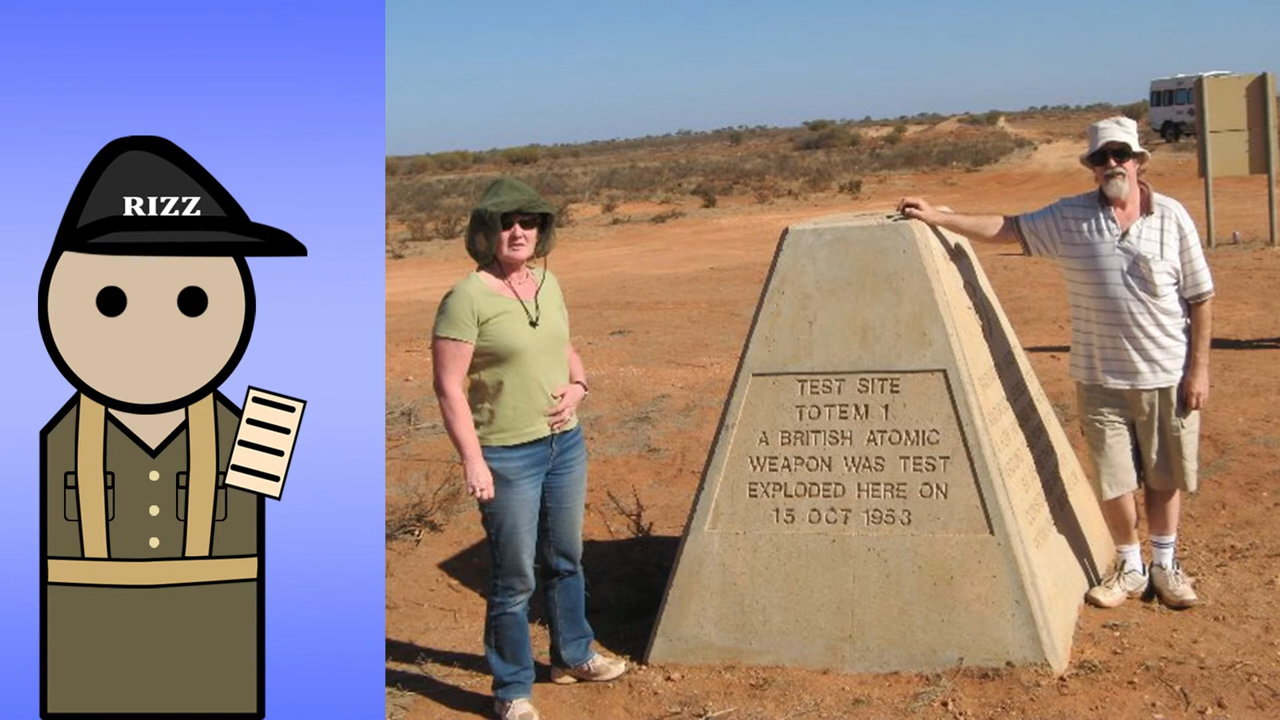 RIZZ
TEST SITE
TOTEM 1
A BRITISH ATOMIC
WEAPON WAS TEST
EXPLODED HERE ON
15 OCT 1953